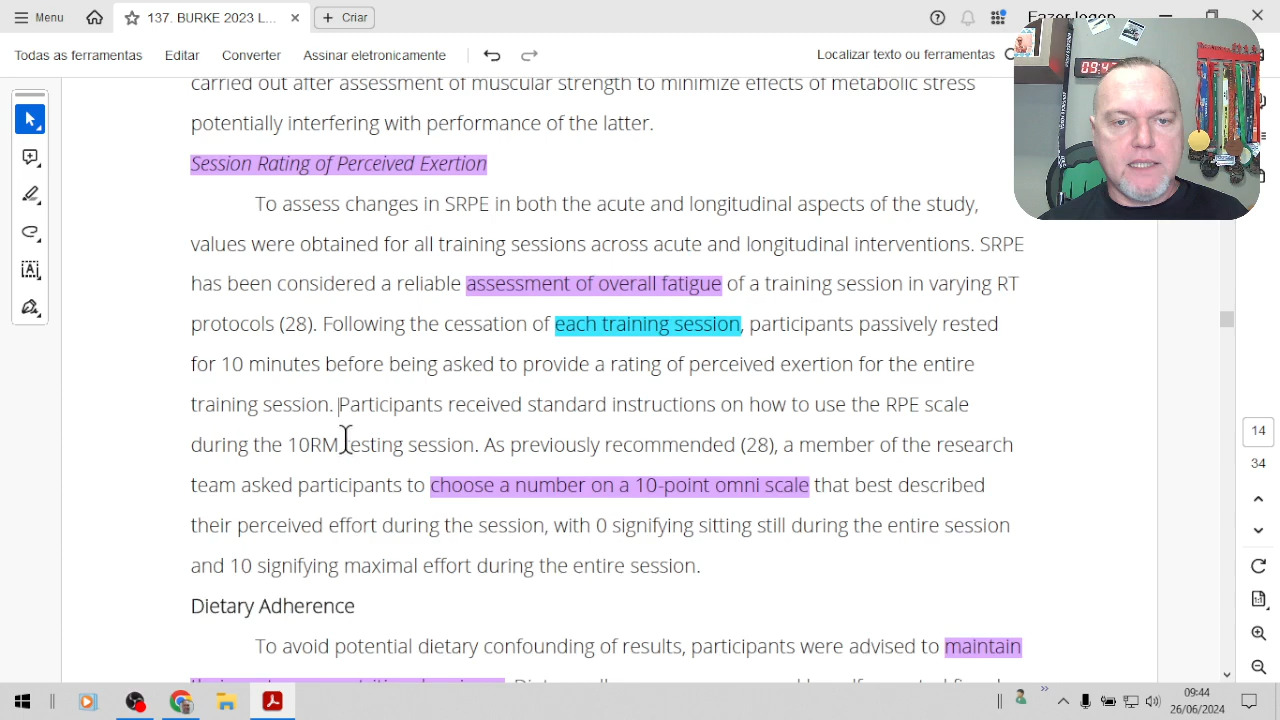 Menu
137. BURKE 2023 L...
Criar
Todas as ferramentas
Editar
Converter
Assinar eletronicamente
Localizar texto ou ferramentas
carried out after assessment of muscular strength to minimize effects of metabolic stress
potentially interfering with performance of the latter.
Session Rating of Perceived Exertion
To assess changes in SRPE in both the acute and longitudinal aspects of the study,
values were obtained for all training sessions across acute and longitudinal interventions. SRPE
has been considered a reliable assessment of overall fatigue of a training session in varying RT
protocols (28). Following the cessation of each training session, participants passively rested
for 10 minutes before being asked to provide a rating of perceived exertion for the entire
training session. Participants received standard instructions on how to use the RPE scale
during the 10RM testing session. As previously recommended (28), a member of the research
team asked participants to choose a number on a 10-point omni scale that best described
their perceived effort during the session, with 0 signifying sitting still during the entire session
and 10 signifying maximal effort during the entire session.
Dietary Adherence
To avoid potential dietary confounding of results, participants were advised to maintain
14
34
09:44
26/06/2024